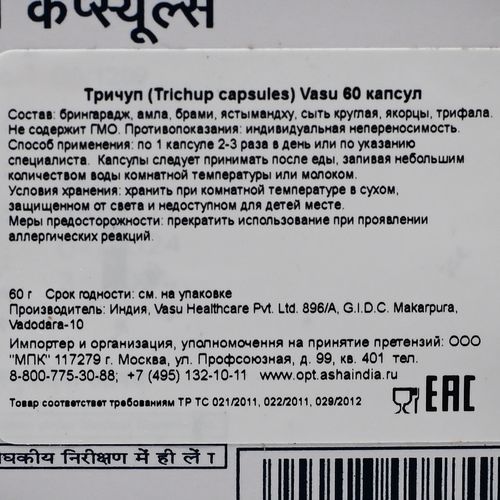 कैप्स्यूल्स
Тричуп (Trichup capsules) Vasu 60 капсул
Состав: брингарадж, амла, брами, ястымандху, сыть круглая, якорцы, трифала.
Не содержит ГМО. Противопоказания: индивидуальная непереносимость.
Способ применения: по 1 капсуле 2-3 раза в день или по указанию
специалиста. Капсулы следует принимать после еды, запивая небольшим
количеством воды комнатной температуры или молоком.
Условия хранения: хранить при комнатной температуре в сухом,
защищенном от света и недоступном для детей месте.
Меры предосторожности: прекратить использование при проявлении
аллергических реакций.
60 г Срок годности: см. на упаковке
Производитель: Индия, Vasu Healthcare Pvt. Ltd. 896/A, G.I.D.C. Makarpura,
Vadodara-10
Импортер и организация, уполномочення на принятие претензий: ООО
"МПК" 117279 г. Москва, ул. Профсоюзная, д. 99, кв. 401 тел.
8-800-775-30-88; +7 (495) 132-10-11 www.opt.ashaindia.ru
EAC
Товар соответствует требованиям ТР ТС 021/2011, 022/2011, 029/2012
निरीक्षण में ही लें